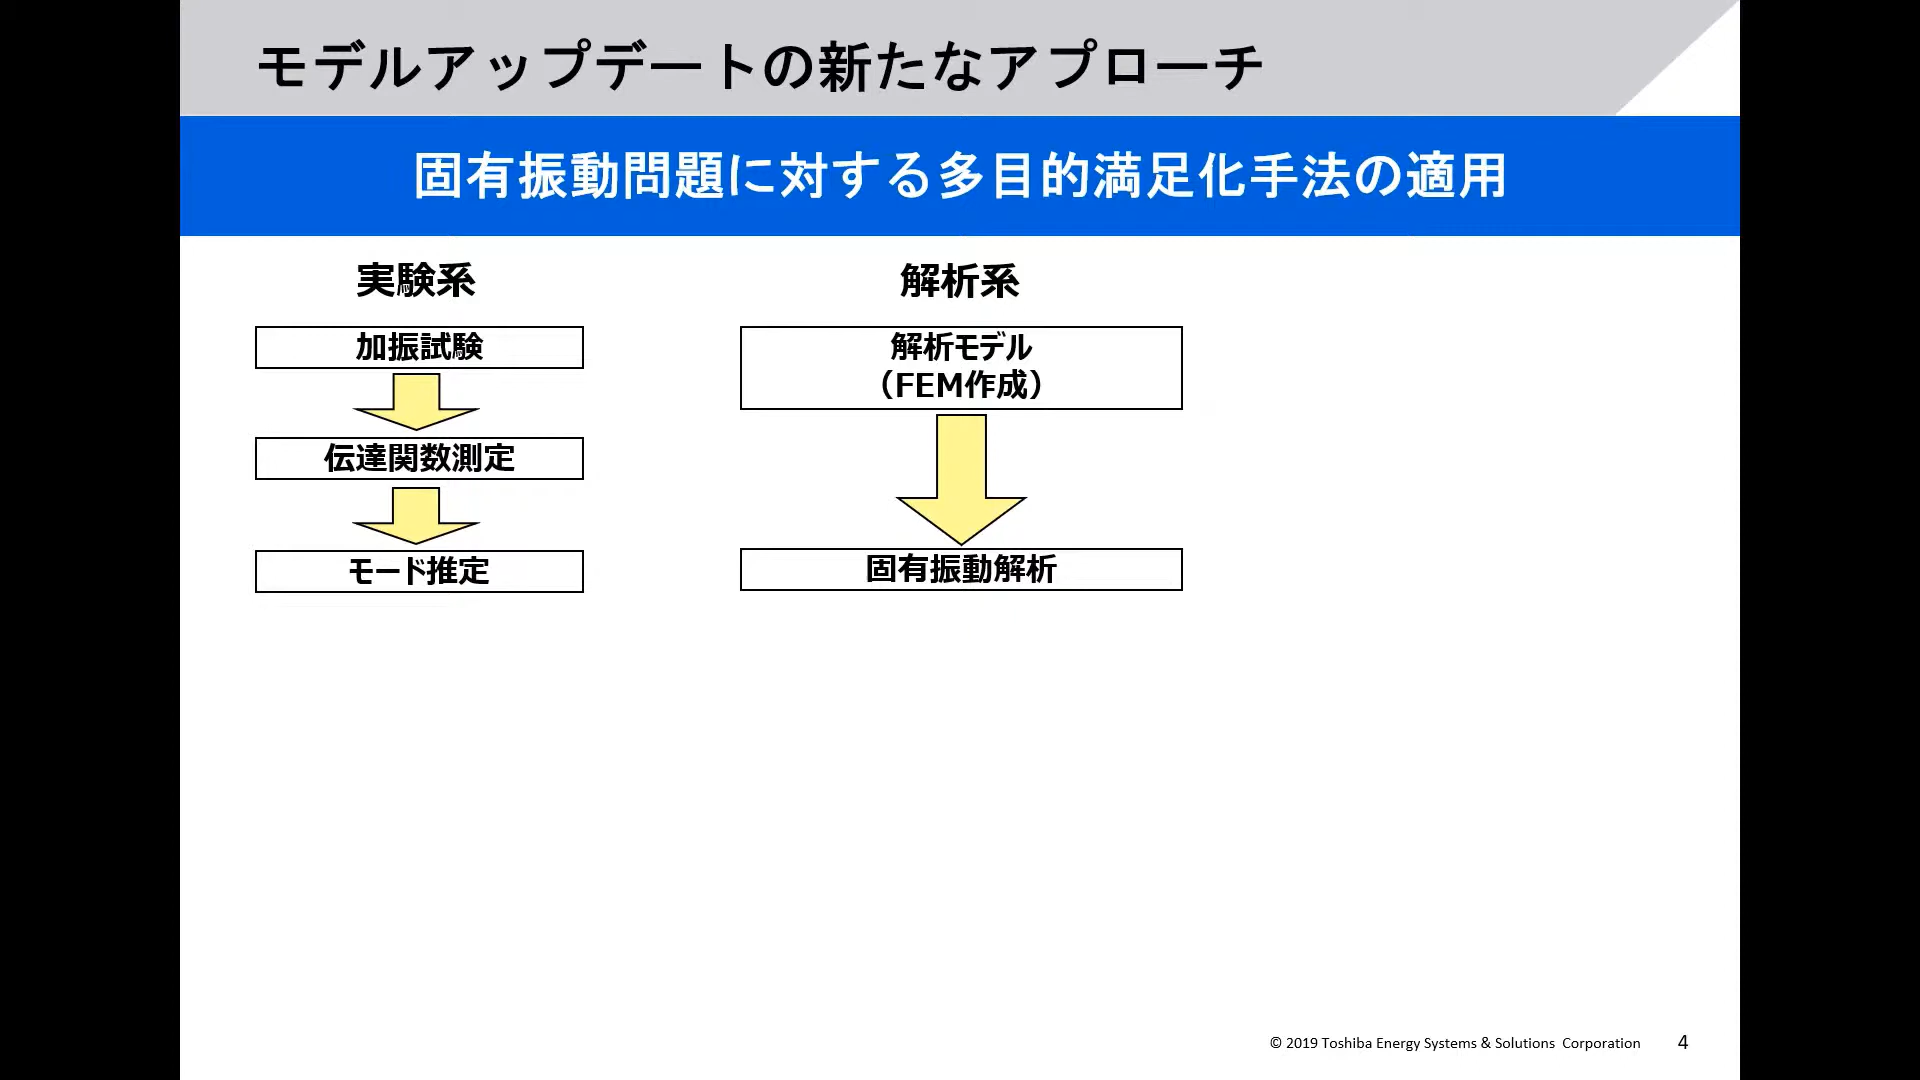 モデルアップデートの新たなアプローチ
固有振動問題に対する多目的満足化手法の適用
実験系
加振試験
伝達関数測定
モード推定
解析系
解析モデル
（FEM作成）
固有振動解析
© 2019 Toshiba Energy Systems & Solutions Corporation 4